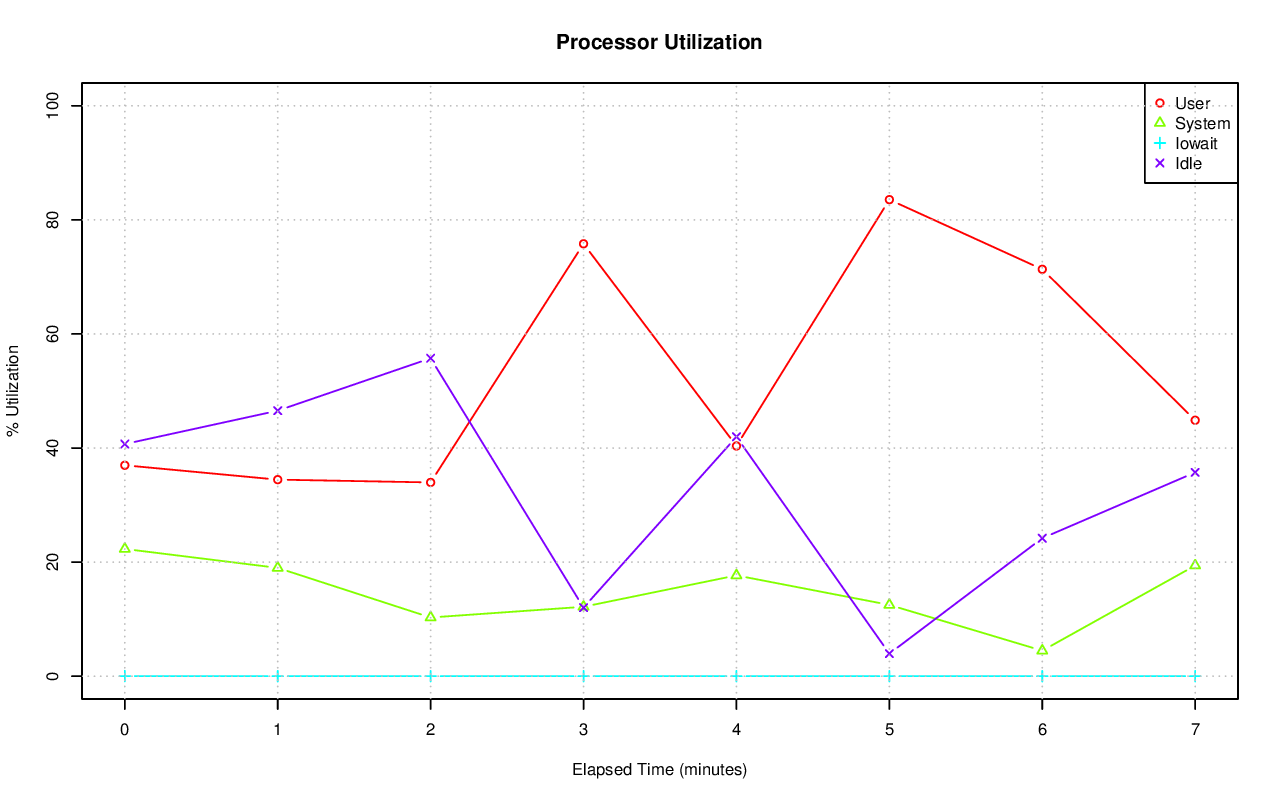 Processor Utilization
% Utilization
100
80
60
40
20
0
User
System
Iowait
Idle
0 1 2 3 4 5 6 7
Elapsed Time (minutes)